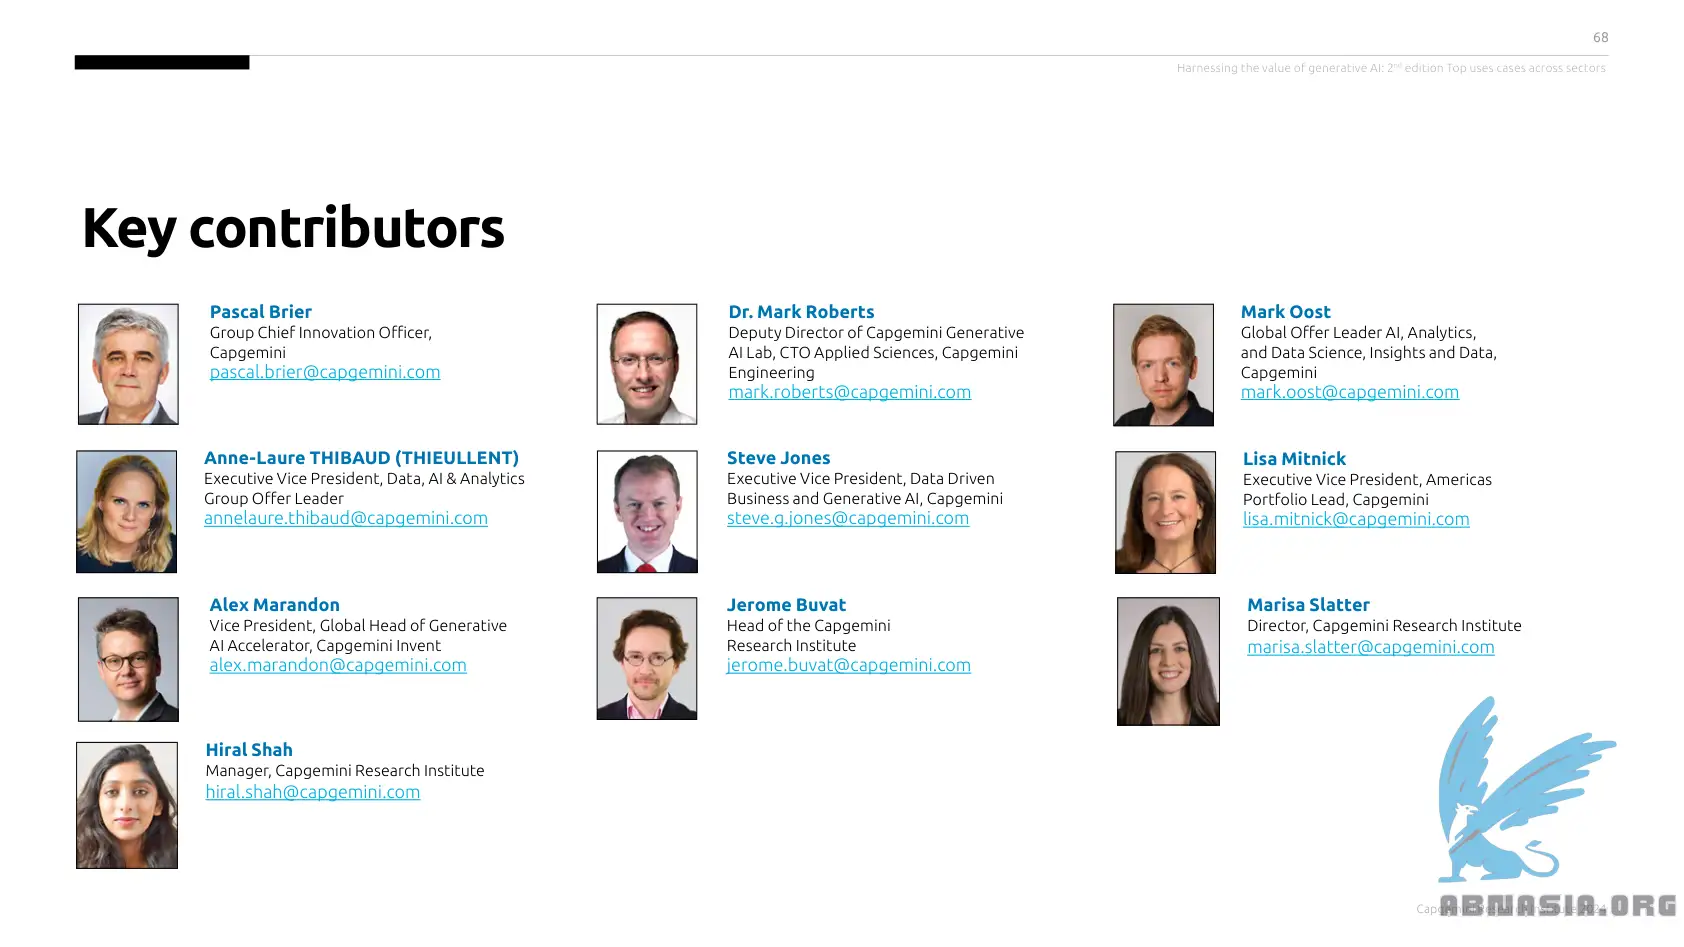 68
Harnessing the value of generative AI: 2nd edition Top uses cases across sectors
Key contributors
Pascal Brier
Group Chief Innovation Officer,
Capgemini
pascal.brier@capgemini.com
Dr. Mark Roberts
Deputy Director of Capgemini Generative
AI Lab, CTO Applied Sciences, Capgemini
Engineering
mark.roberts@capgemini.com
Mark Oost
Global Offer Leader AI, Analytics,
and Data Science, Insights and Data,
Capgemini
mark.oost@capgemini.com
Anne-Laure THIBAUD (THIEULLENT)
Executive Vice President, Data, AI & Analytics
Group Offer Leader
annelaure.thibaud@capgemini.com
Steve Jones
Executive Vice President, Data Driven
Business and Generative AI, Capgemini
steve.g.jones@capgemini.com
Lisa Mitnick
Executive Vice President, Americas
Portfolio Lead, Capgemini
lisa.mitnick@capgemini.com
Alex Marandon
Vice President, Global Head of Generative
AI Accelerator, Capgemini Invent
alex.marandon@capgemini.com
Jerome Buvat
Head of the Capgemini
Research Institute
jerome.buvat@capgemini.com
Marisa Slatter
Director, Capgemini Research Institute
marisa.slatter@capgemini.com
Hiral Shah
Manager, Capgemini Research Institute
hiral.shah@capgemini.com
Capgemini Research Institute 2024
ABNASIA.ORG